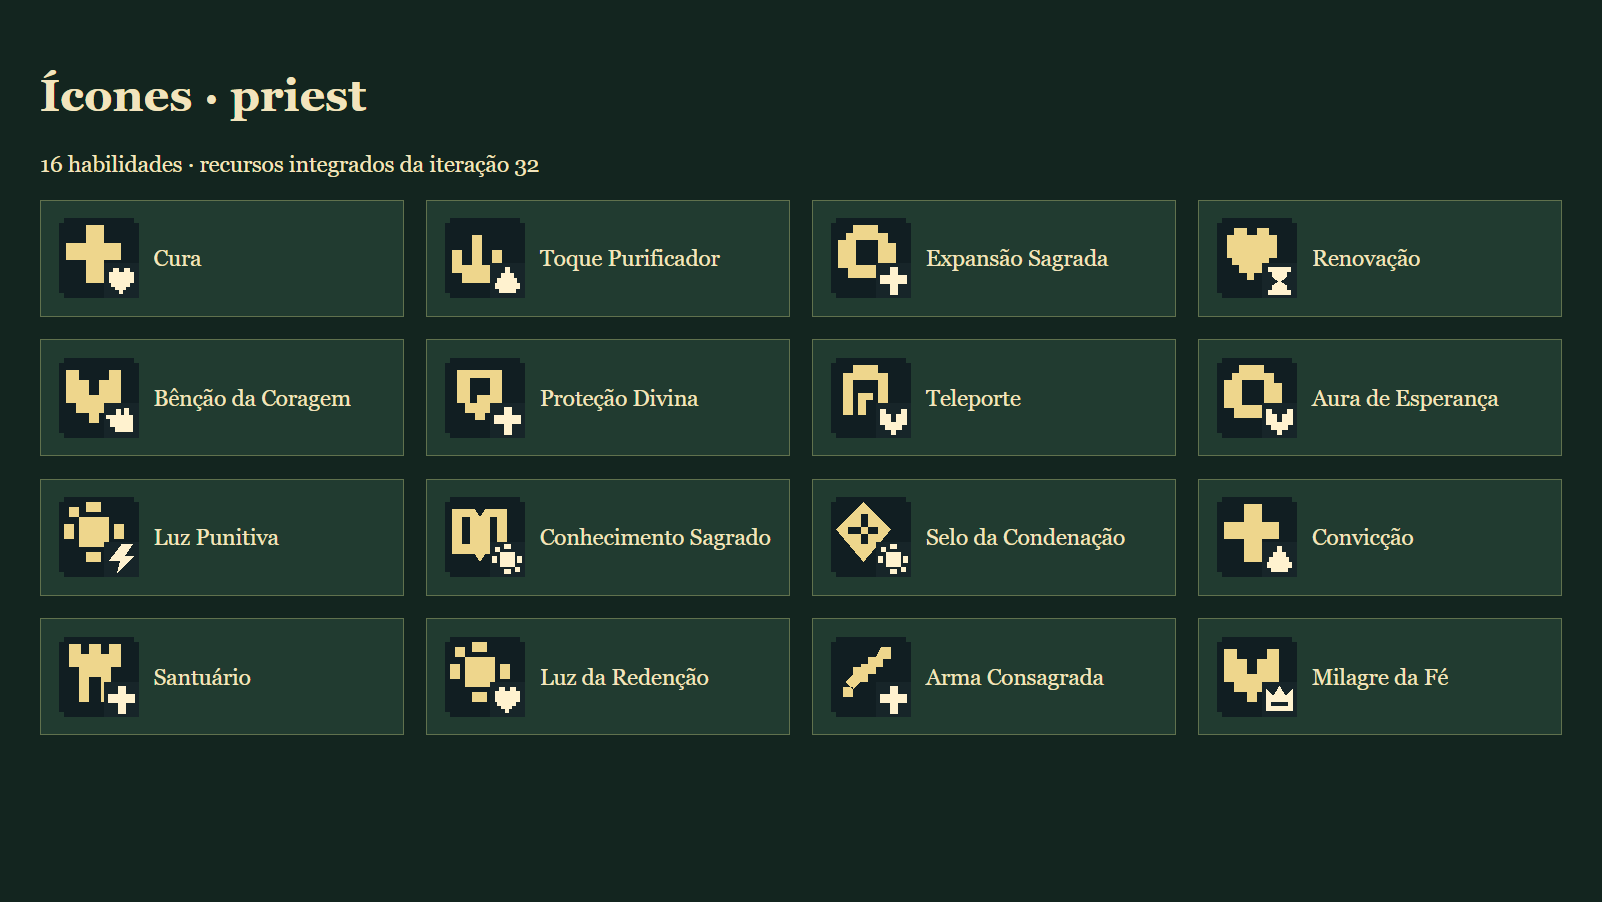 Ícones · priest
16 habilidades · recursos integrados da iteração 32
Cura
Toque Purificador
Expansão Sagrada
Renovação
Bênção da Coragem
Proteção Divina
Teleporte
Aura de Esperança
Luz Punitiva
Conhecimento Sagrado
Selo da Condenação
Convicção
Santuário
Luz da Redenção
Arma Consagrada
Milagre da Fé